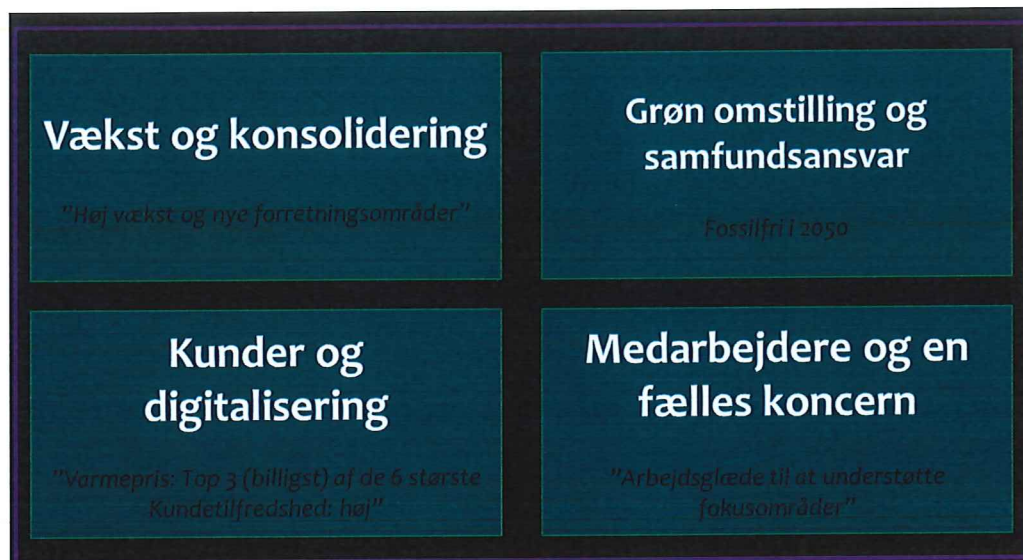 Vækst og konsolidering
"Høj vækst og nye forretningsområder"
Grøn omstilling og
samfundsansvar
Fossilfri i 2050
Kunder og
digitalisering
"Varmepris: Top 3 (billigst) af de 6 største
Kundetilfredshed: høj"
Medarbejdere og en
fælles koncern
"Arbejdsglæde til at understøtte
fokusområder"